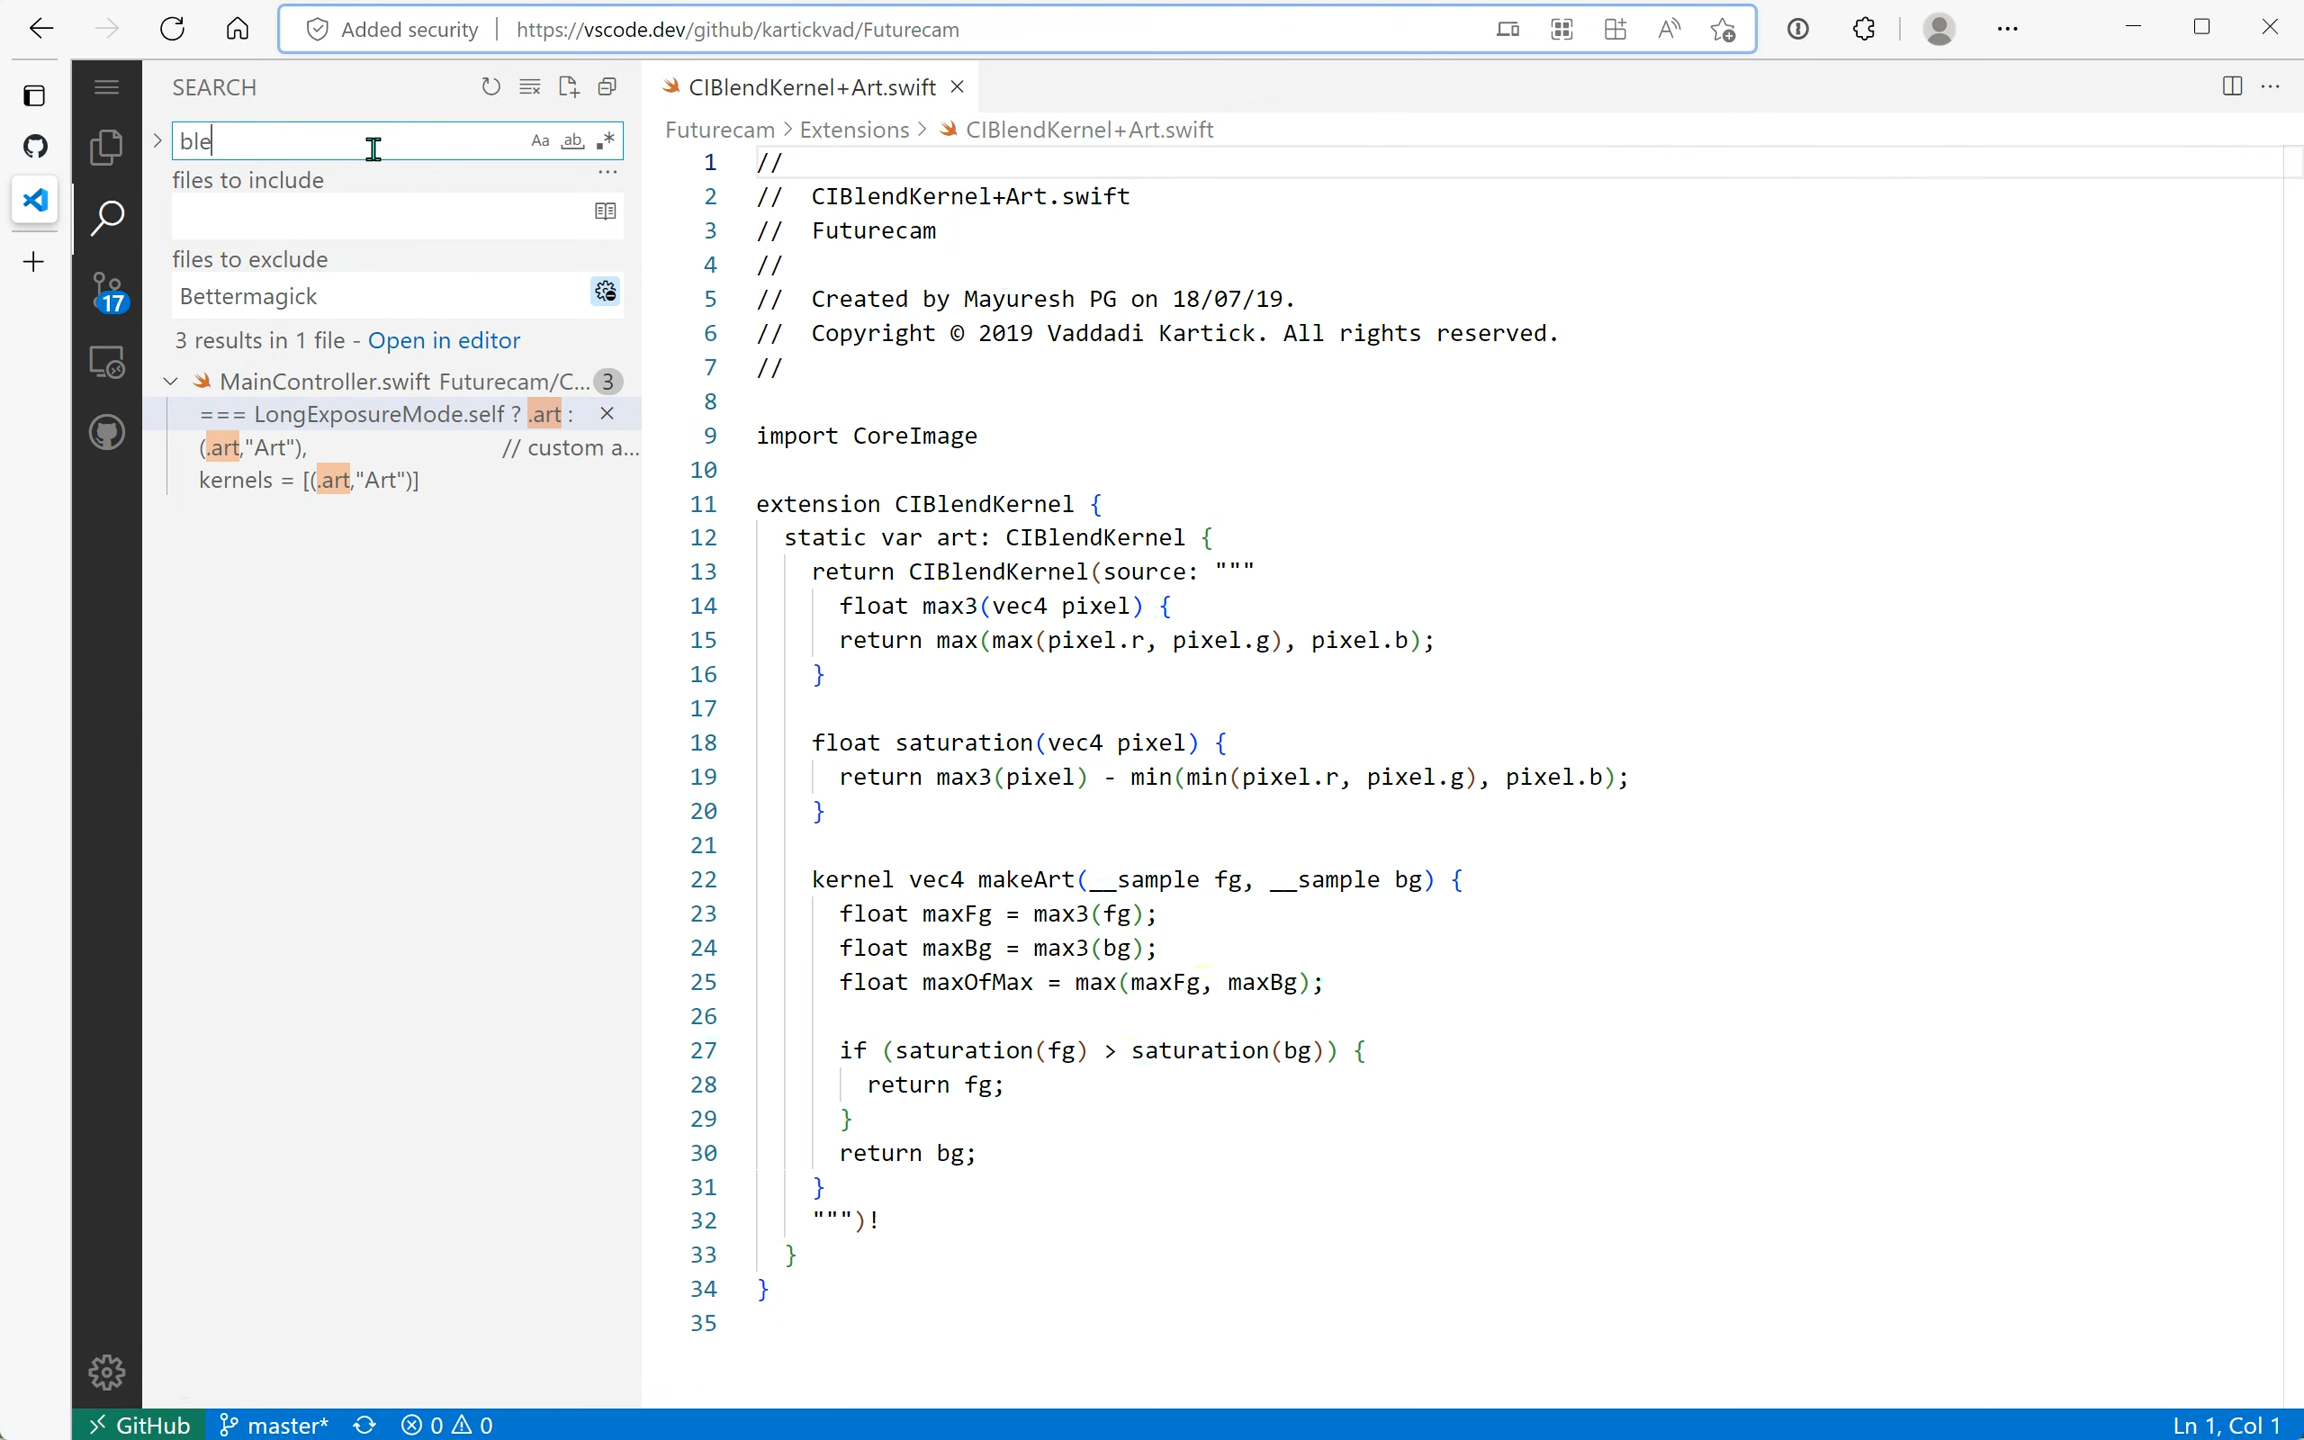 Added security | https://vscode.dev/github/kartickvad/Futurecam
SEARCH
ble
Aa ab .*
files to include
...
files to exclude
Bettermagick
3 results in 1 file - Open in editor
MainController.swift Futurecam/C... 3
=== LongExposureMode.self ? .art :
(.art,"Art"), // custom a...
kernels = [(.art,"Art")]
17
CIBlendKernel+Art.swift
Futurecam > Extensions > CIBlendKernel+Art.swift
1 //
2 // CIBlendKernel+Art.swift
3 // Futurecam
4 //
5 // Created by Mayuresh PG on 18/07/19.
6 // Copyright © 2019 Vaddadi Kartick. All rights reserved.
7 //
8
9 import CoreImage
10
11 extension CIBlendKernel {
12 static var art: CIBlendKernel {
13 return CIBlendKernel(source: """
14 float max3(vec4 pixel) {
15 return max(max(pixel.r, pixel.g), pixel.b);
16 }
17
18 float saturation(vec4 pixel) {
19 return max3(pixel) - min(min(pixel.r, pixel.g), pixel.b);
20 }
21
22 kernel vec4 makeArt(__sample fg, __sample bg) {
23 float maxFg = max3(fg);
24 float maxBg = max3(bg);
25 float maxOfMax = max(maxFg, maxBg);
26
27 if (saturation(fg) > saturation(bg)) {
28 return fg;
29 }
30 return bg;
31 }
32 """)!
33 }
34 }
35
GitHub master* 0 0 Ln 1, Col 1